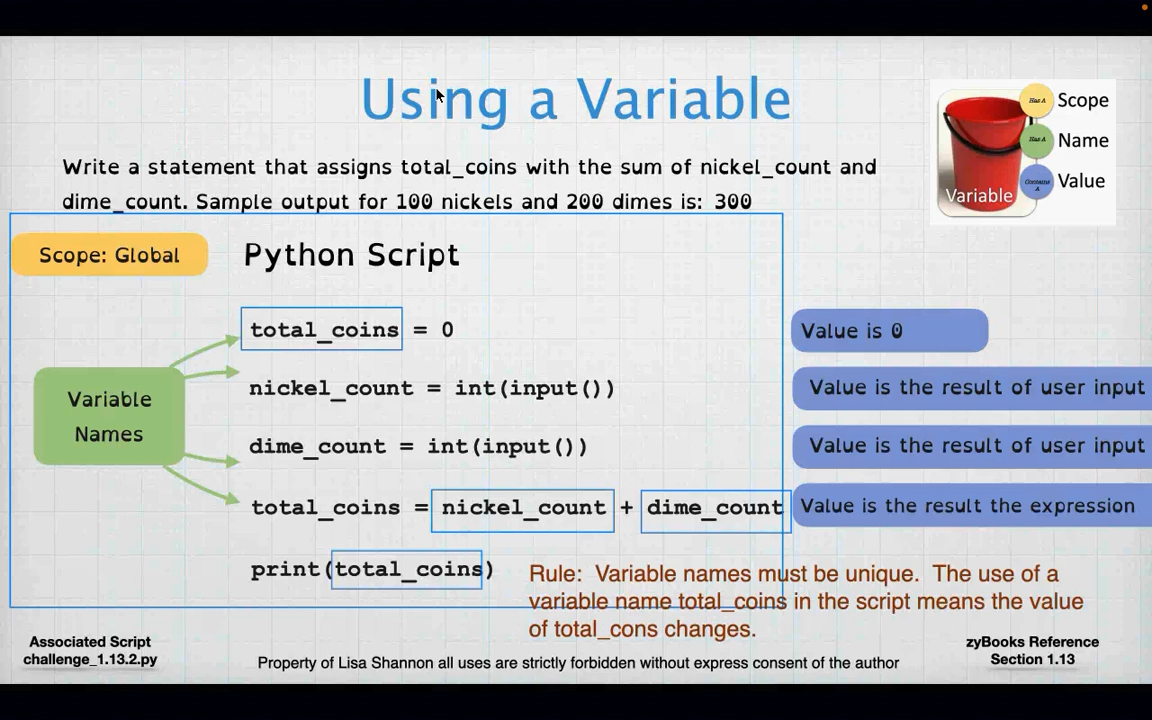 Using a Variable
Has A Scope
Has A Name
Contains A Value
Variable
Write a statement that assigns total_coins with the sum of nickel_count and
dime_count. Sample output for 100 nickels and 200 dimes is: 300
Scope: Global
Python Script
total_coins = 0
Value is 0
nickel_count = int(input())
Value is the result of user input
Variable
Names
dime_count = int(input())
Value is the result of user input
total_coins = nickel_count + dime_count
Value is the result the expression
print(total_coins)
Rule: Variable names must be unique. The use of a
variable name total_coins in the script means the value
of total_cons changes.
Associated Script
challenge_1.13.2.py
Property of Lisa Shannon all uses are strictly forbidden without express consent of the author
zyBooks Reference
Section 1.13